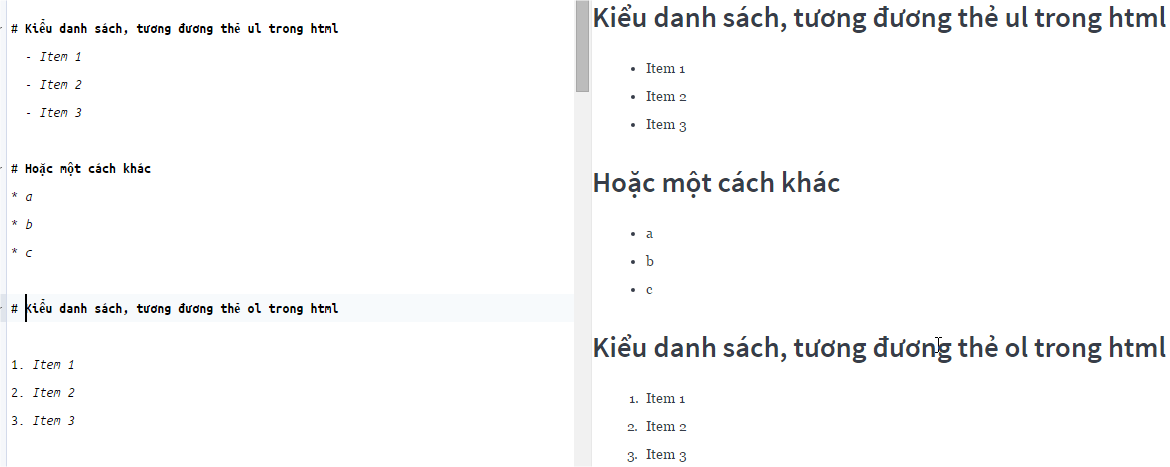 # Kiểu danh sách, tương đương thẻ ul trong html
- Item 1
- Item 2
- Item 3
# Hoặc một cách khác
* a
* b
* c
# Kiểu danh sách, tương đương thẻ ol trong html
1. Item 1
2. Item 2
3. Item 3
Kiểu danh sách, tương đương thẻ ul trong html
• Item 1
• Item 2
• Item 3
Hoặc một cách khác
• a
• b
• c
Kiểu danh sách, tương đương thẻ ol trong html
1. Item 1
2. Item 2
3. Item 3